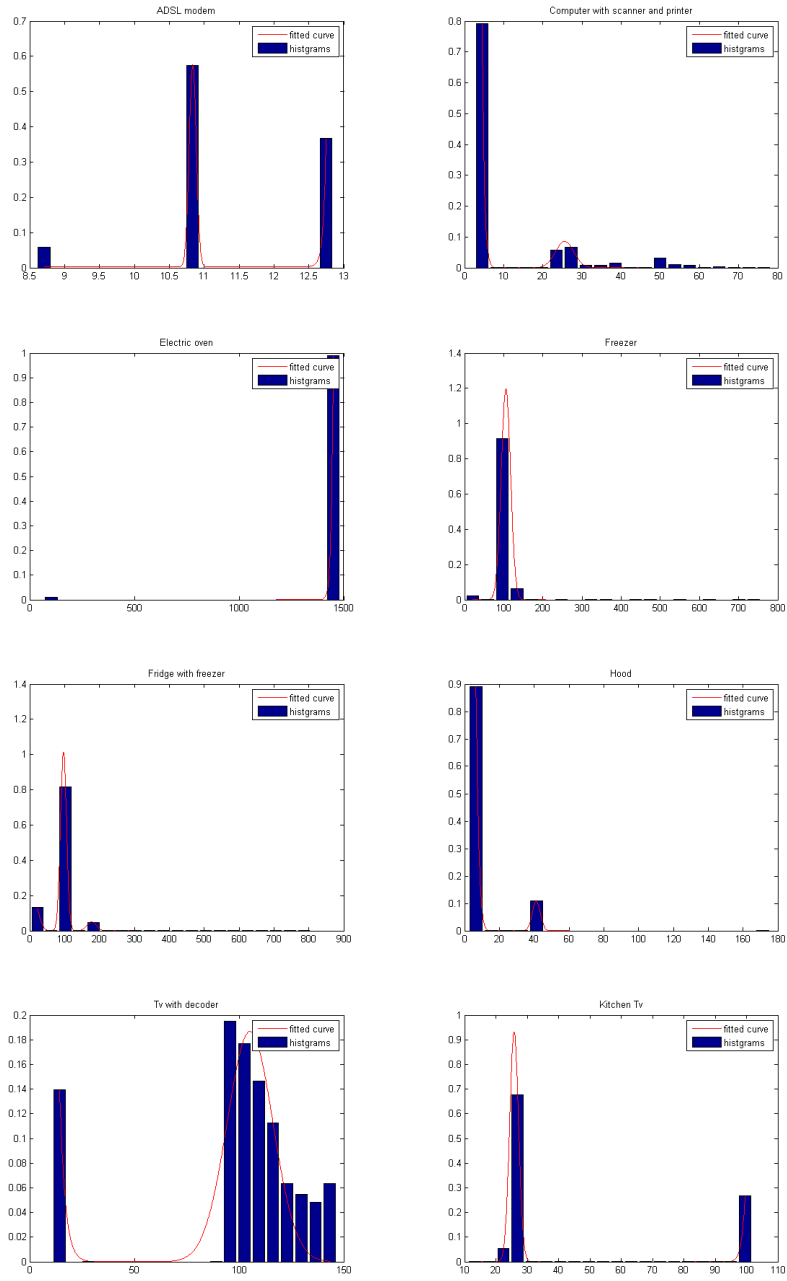 ADSL modem
fitted curve
histgrams
0.7
0.6
0.5
0.4
0.3
0.2
0.1
0
8.5 9 9.5 10 10.5 11 11.5 12 12.5 13
Computer with scanner and printer
fitted curve
histgrams
0.8
0.7
0.6
0.5
0.4
0.3
0.2
0.1
0
0 10 20 30 40 50 60 70 80
Electric oven
fitted curve
histgrams
1
0.9
0.8
0.7
0.6
0.5
0.4
0.3
0.2
0.1
0
0 500 1000 1500
Freezer
fitted curve
histgrams
1.4
1.2
1
0.8
0.6
0.4
0.2
0
0 100 200 300 400 500 600 700 800
Fridge with freezer
fitted curve
histgrams
1.4
1.2
1
0.8
0.6
0.4
0.2
0
0 100 200 300 400 500 600 700 800 900
Hood
fitted curve
histgrams
0.9
0.8
0.7
0.6
0.5
0.4
0.3
0.2
0.1
0
0 20 40 60 80 100 120 140 160 180
Tv with decoder
fitted curve
histgrams
0.2
0.18
0.16
0.14
0.12
0.1
0.08
0.06
0.04
0.02
0
0 50 100 150
Kitchen Tv
fitted curve
histgrams
1
0.9
0.8
0.7
0.6
0.5
0.4
0.3
0.2
0.1
0
10 20 30 40 50 60 70 80 90 100 110